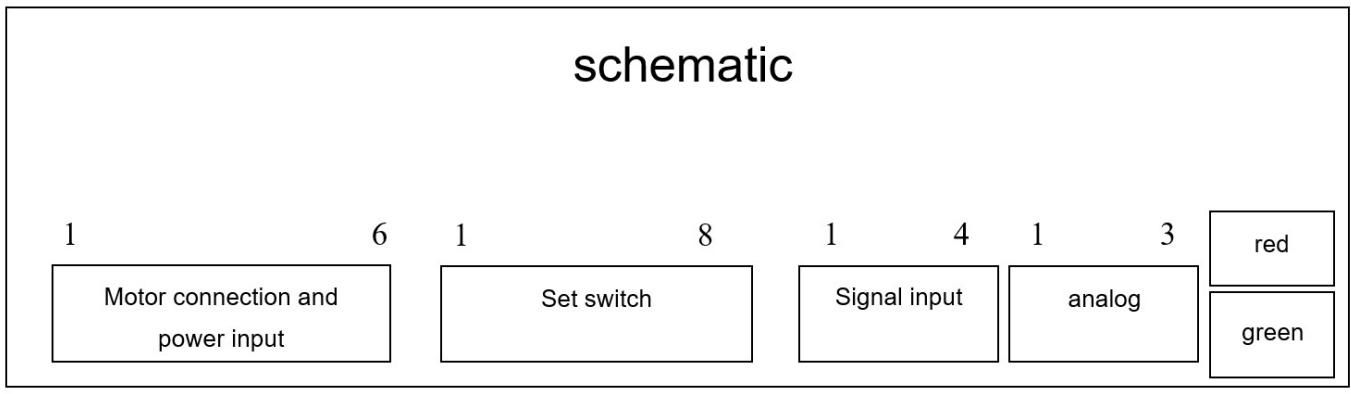 schematic
1 6 1 8 1 4 1 3
red
Motor connection and
power input
Set switch
Signal input
analog
green